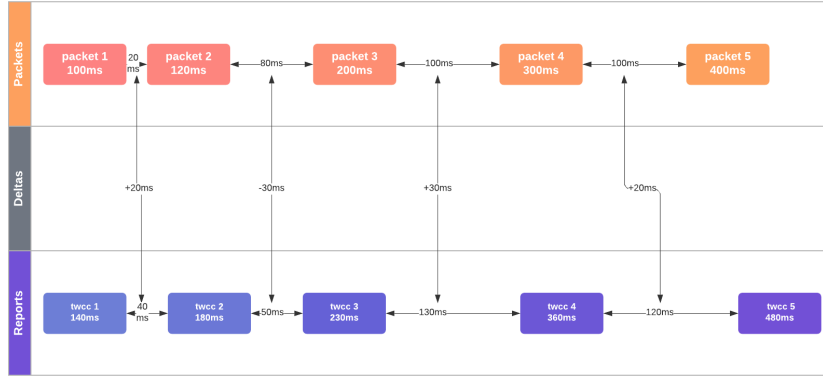 Packets
packet 1
100ms
20
ms
packet 2
120ms
80ms
packet 3
200ms
100ms
packet 4
300ms
100ms
packet 5
400ms
Deltas
+20ms
-30ms
+30ms
+20ms
Reports
twcc 1
140ms
40
ms
twcc 2
180ms
50ms
twcc 3
230ms
130ms
twcc 4
360ms
120ms
twcc 5
480ms